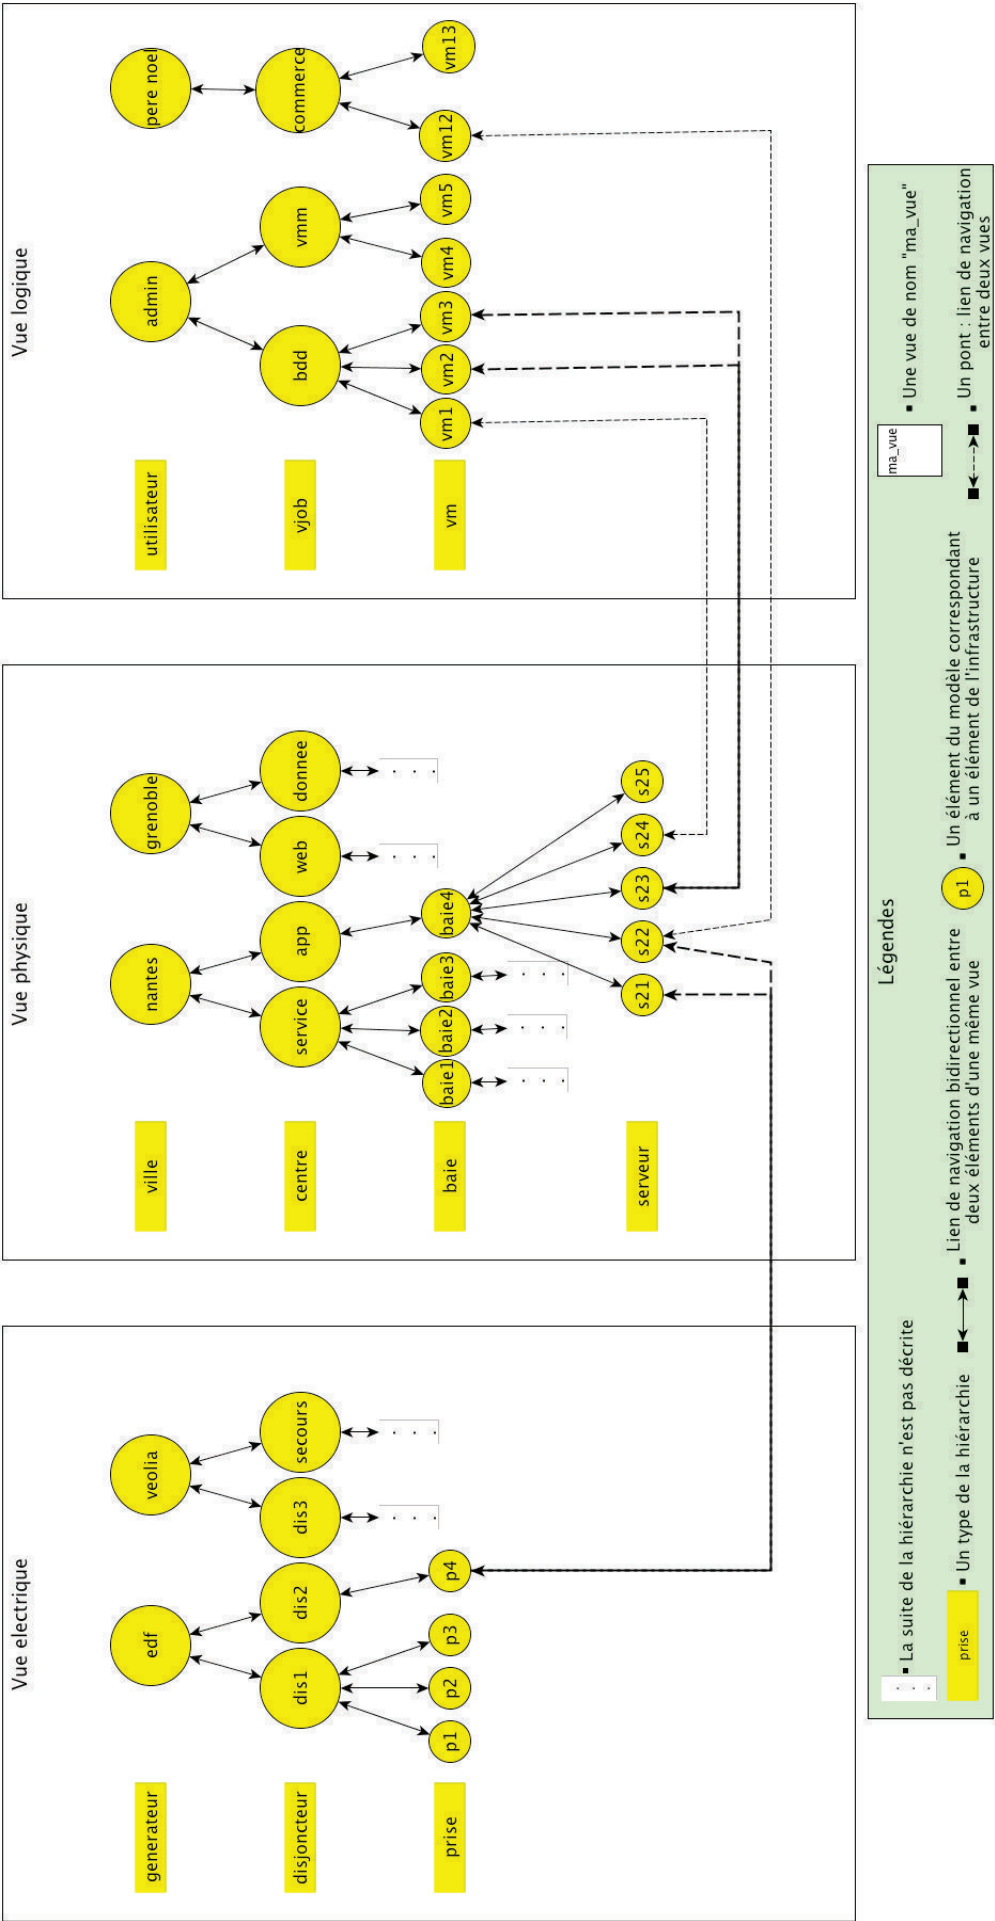 Vue electrique
generateur
edf
veolia
disjoncteur
dis1
dis2
dis3
secours
. . .
. . .
prise
p1
p2
p3
p4
Vue physique
ville
nantes
grenoble
centre
service
app
web
donnee
. . .
. . .
baie
baie1
baie2
baie3
baie4
. . .
. . .
. . .
serveur
s21
s22
s23
s24
s25
Vue logique
utilisateur
admin
pere noel
vjob
bdd
vmm
commerce
vm
vm1
vm2
vm3
vm4
vm5
vm12
vm13
Légendes
. . .
▪ La suite de la hiérarchie n'est pas décrite
ma_vue
▪ Une vue de nom "ma_vue"
prise
▪ Un type de la hiérarchie
▪ Lien de navigation bidirectionnel entre
deux éléments d'une même vue
p1
▪ Un élément du modèle correspondant
à un élément de l'infrastructure
▪ Un pont : lien de navigation
entre deux vues